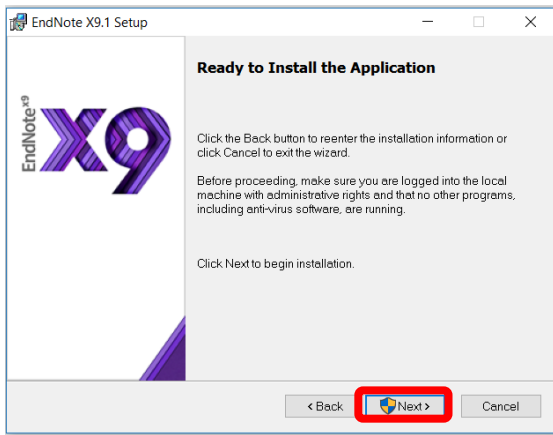 EndNote X9.1 Setup
Ready to Install the Application
EndNote X9
X9
Click the Back button to reenter the installation information or
click Cancel to exit the wizard.
Before proceeding, make sure you are logged into the local
machine with administrative rights and that no other programs,
including anti-virus software, are running.
Click Next to begin installation.
< Back
Next >
Cancel